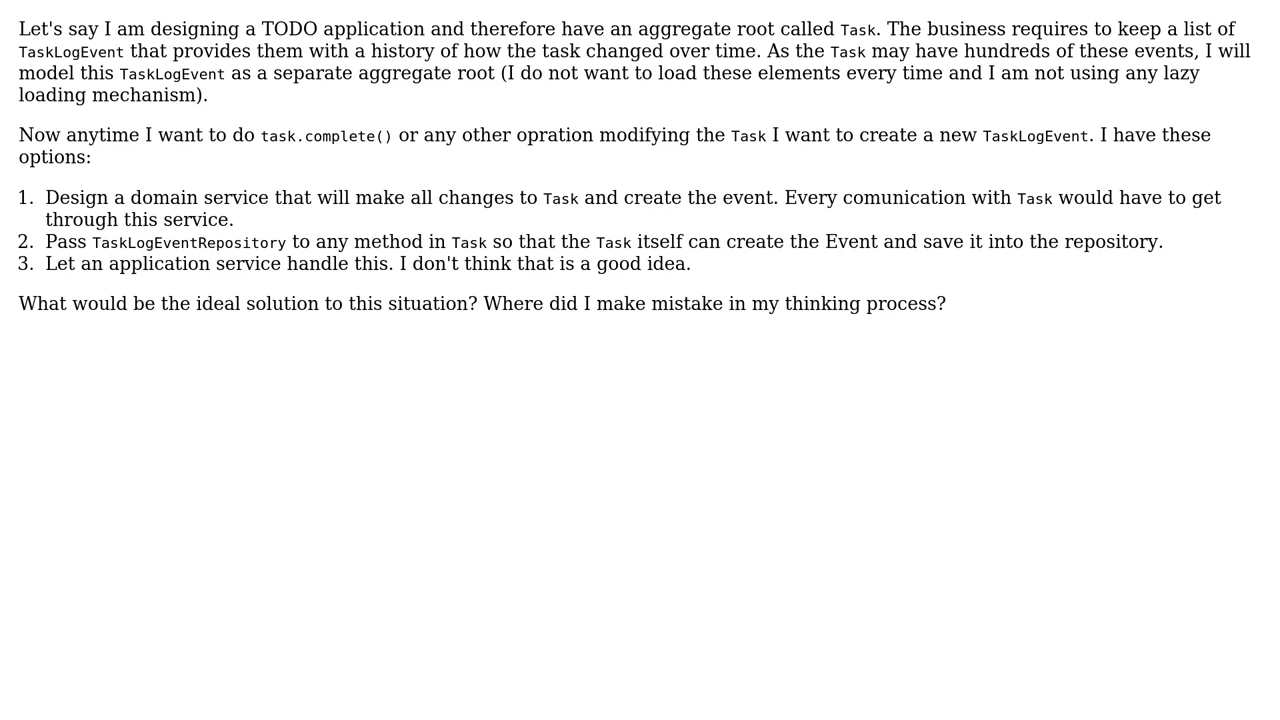 Let's say I am designing a TODO application and therefore have an aggregate root called Task. The business requires to keep a list of
TaskLogEvent that provides them with a history of how the task changed over time. As the Task may have hundreds of these events, I will
model this TaskLogEvent as a separate aggregate root (I do not want to load these elements every time and I am not using any lazy
loading mechanism).
Now anytime I want to do task.complete() or any other opration modifying the Task I want to create a new TaskLogEvent. I have these
options:
1. Design a domain service that will make all changes to Task and create the event. Every comunication with Task would have to get
through this service.
2. Pass TaskLogEventRepository to any method in Task so that the Task itself can create the Event and save it into the repository.
3. Let an application service handle this. I don't think that is a good idea.
What would be the ideal solution to this situation? Where did I make mistake in my thinking process?